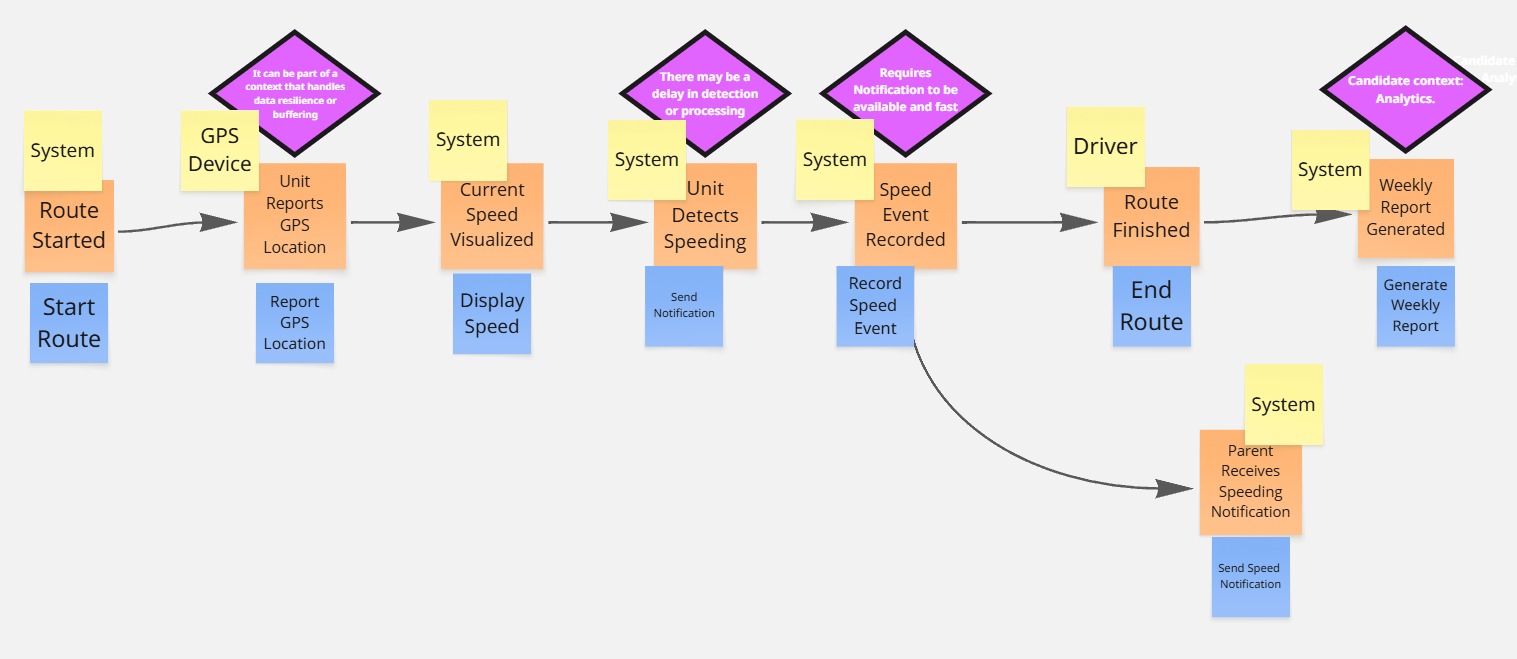 It can be part of a
context that handles
data resilience or
buffering
There may be a
delay in detection
or processing
Requires
Notification to be
available and fast
Candidate context:
Analytics.
System
GPS
Device
System
System
System
Driver
System
Route
Started
Unit
Reports
GPS
Location
Current
Speed
Visualized
Unit
Detects
Speeding
Speed
Event
Recorded
Route
Finished
Weekly
Report
Generated
Start
Route
Report
GPS
Location
Display
Speed
Send
Notification
Record
Speed
Event
End
Route
Generate
Weekly
Report
System
Parent
Receives
Speeding
Notification
Send Speed
Notification